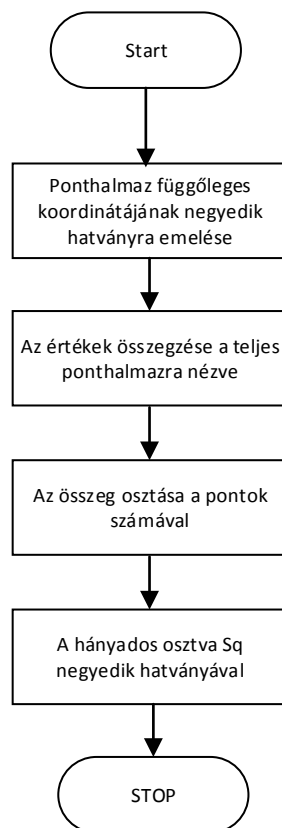 Start
Ponthalmaz függőleges
koordinátájának negyedik
hatványra emelése
Az értékek összegzése a teljes
ponthalmazra nézve
Az összeg osztása a pontok
számával
A hányados osztva Sq
negyedik hatványával
STOP